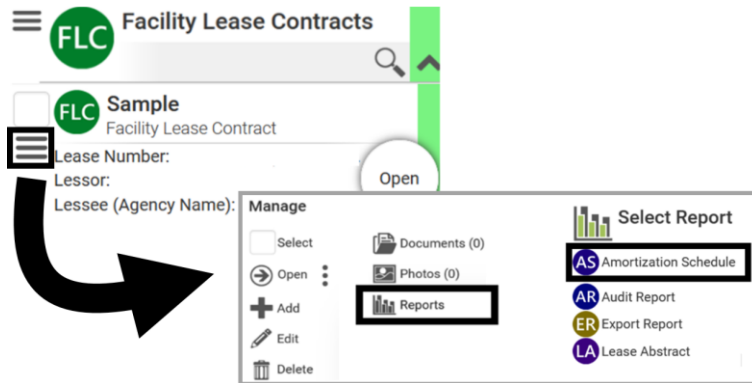 FLC Facility Lease Contracts
FLC Sample
Facility Lease Contract
Lease Number:
Lessor:
Lessee (Agency Name):
Open
Manage
Select
Open
Add
Edit
Delete
Documents (0)
Photos (0)
Reports
Select Report
AS Amortization Schedule
AR Audit Report
ER Export Report
LA Lease Abstract